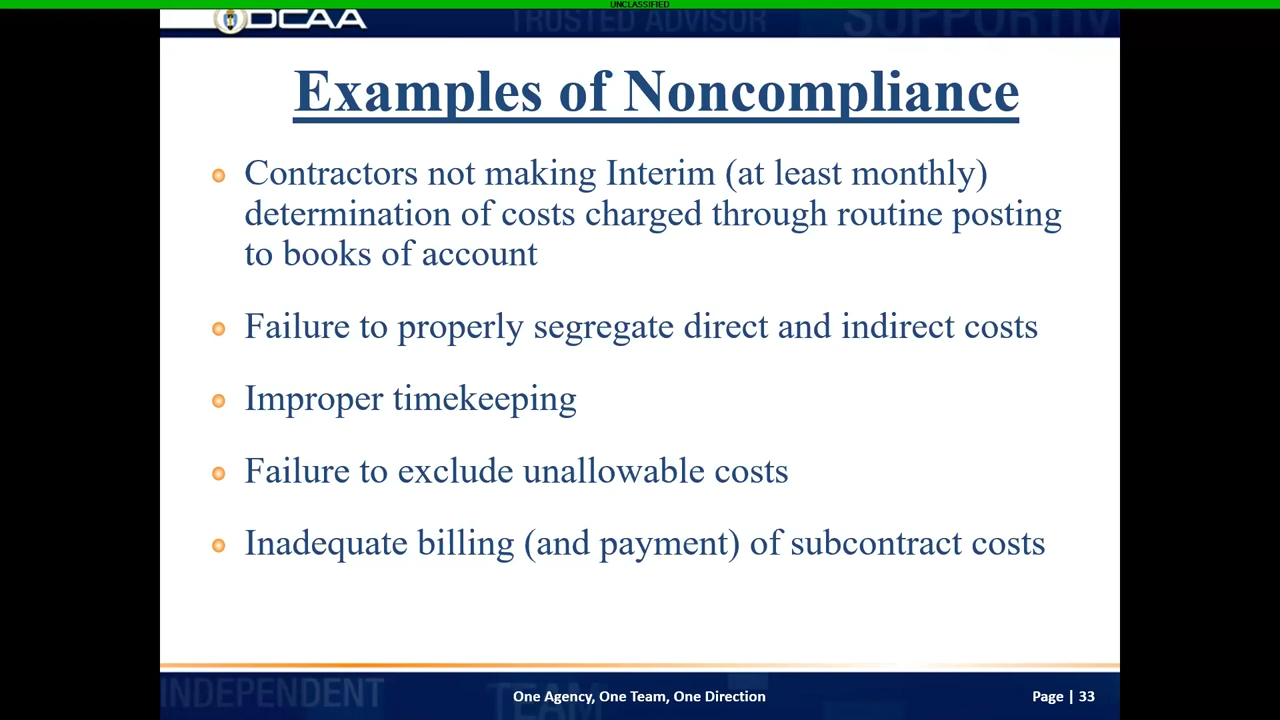 UNCLASSIFIED
DCAA
TRUSTED ADVISOR
SUPPORTIV
Examples of Noncompliance
Contractors not making Interim (at least monthly)
determination of costs charged through routine posting
to books of account
Failure to properly segregate direct and indirect costs
Improper timekeeping
Failure to exclude unallowable costs
Inadequate billing (and payment) of subcontract costs
INDEPENDENT
TEAM
One Agency, One Team, One Direction
Page | 33